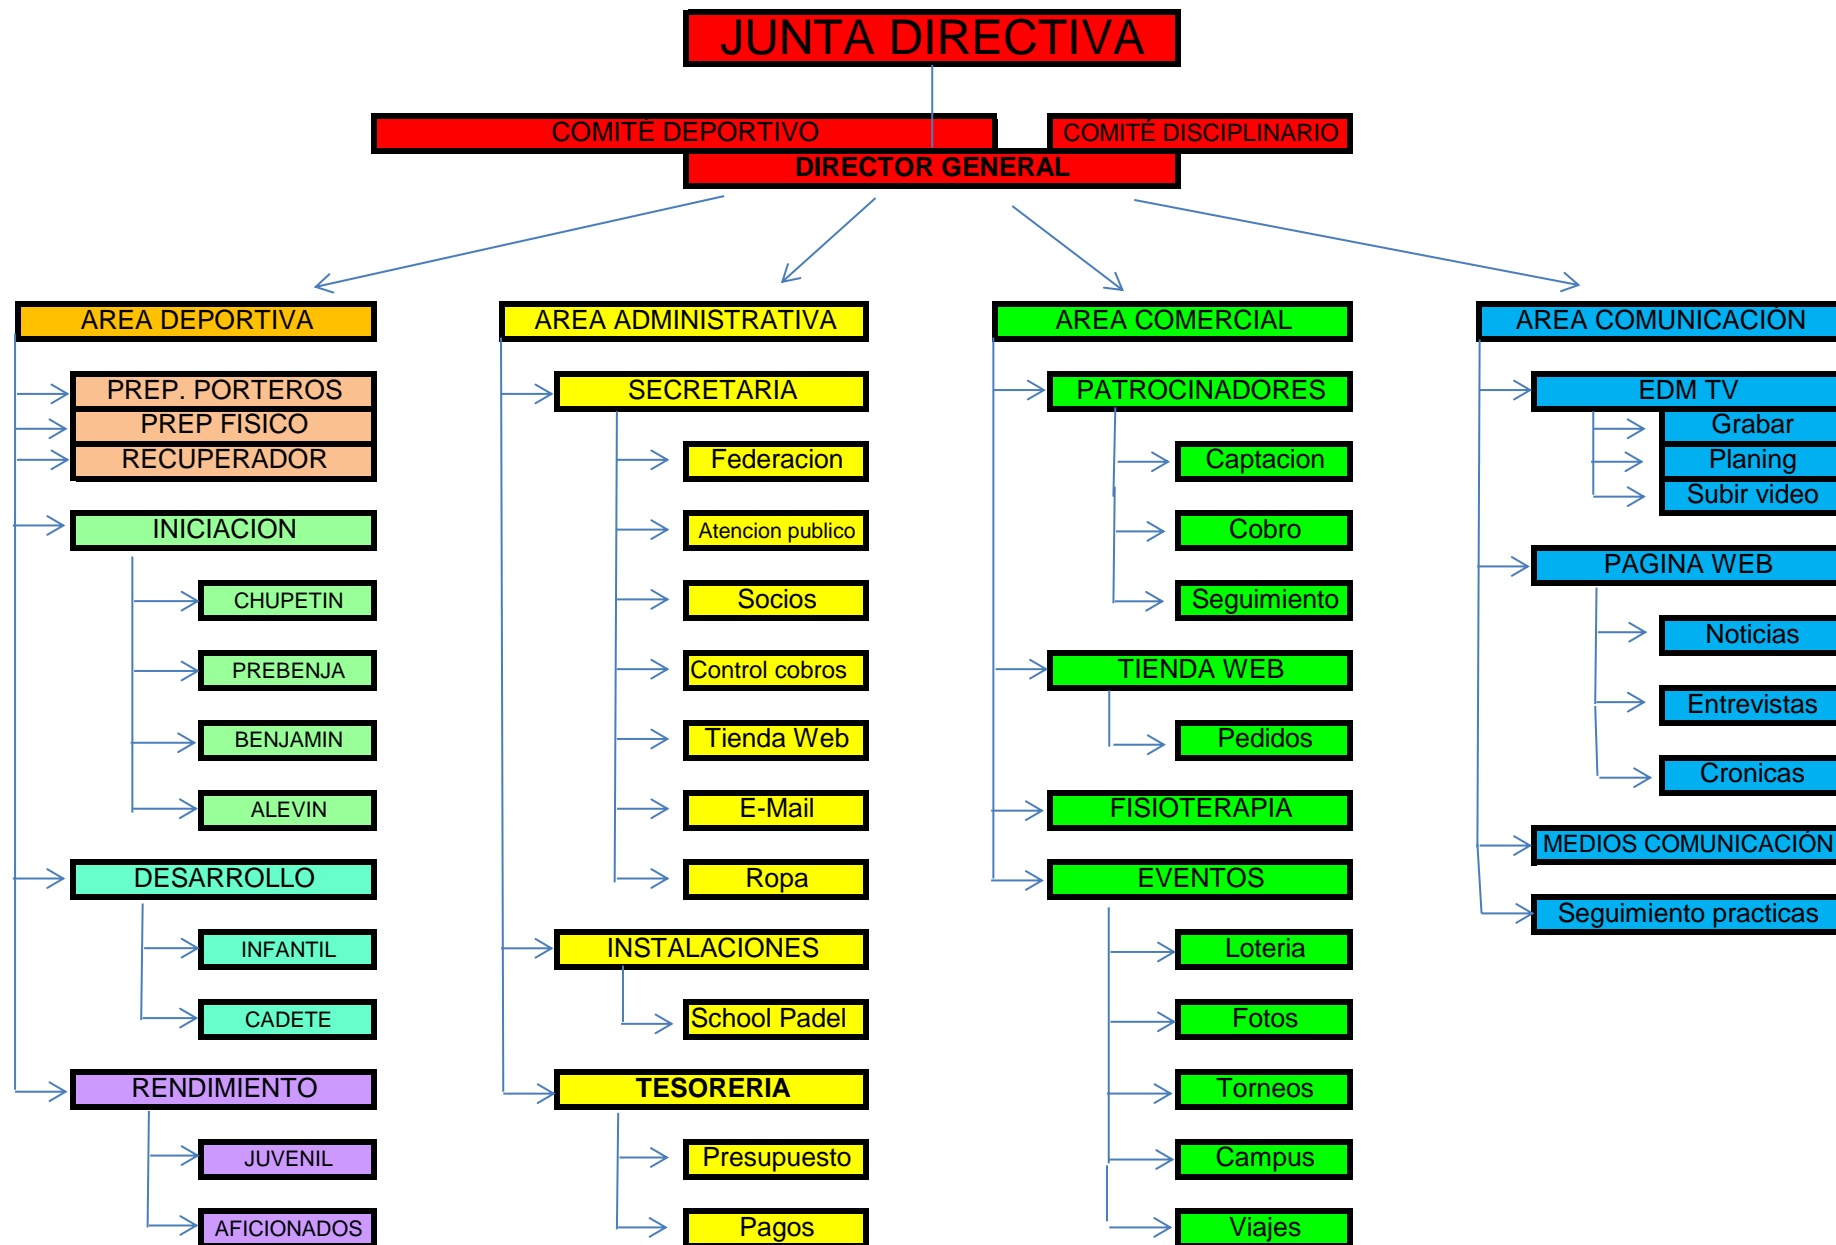 JUNTA DIRECTIVA
COMITÉ DEPORTIVO
COMITÉ DISCIPLINARIO
DIRECTOR GENERAL
AREA DEPORTIVA
PREP. PORTEROS
PREP FISICO
RECUPERADOR
INICIACION
CHUPETIN
PREBENJA
BENJAMIN
ALEVIN
DESARROLLO
INFANTIL
CADETE
RENDIMIENTO
JUVENIL
AFICIONADOS
AREA ADMINISTRATIVA
SECRETARIA
Federacion
Atencion publico
Socios
Control cobros
Tienda Web
E-Mail
Ropa
INSTALACIONES
School Padel
TESORERIA
Presupuesto
Pagos
AREA COMERCIAL
PATROCINADORES
Captacion
Cobro
Seguimiento
TIENDA WEB
Pedidos
FISIOTERAPIA
EVENTOS
Loteria
Fotos
Torneos
Campus
Viajes
AREA COMUNICACIÓN
EDM TV
Grabar
Planing
Subir video
PAGINA WEB
Noticias
Entrevistas
Cronicas
MEDIOS COMUNICACIÓN
Seguimiento practicas